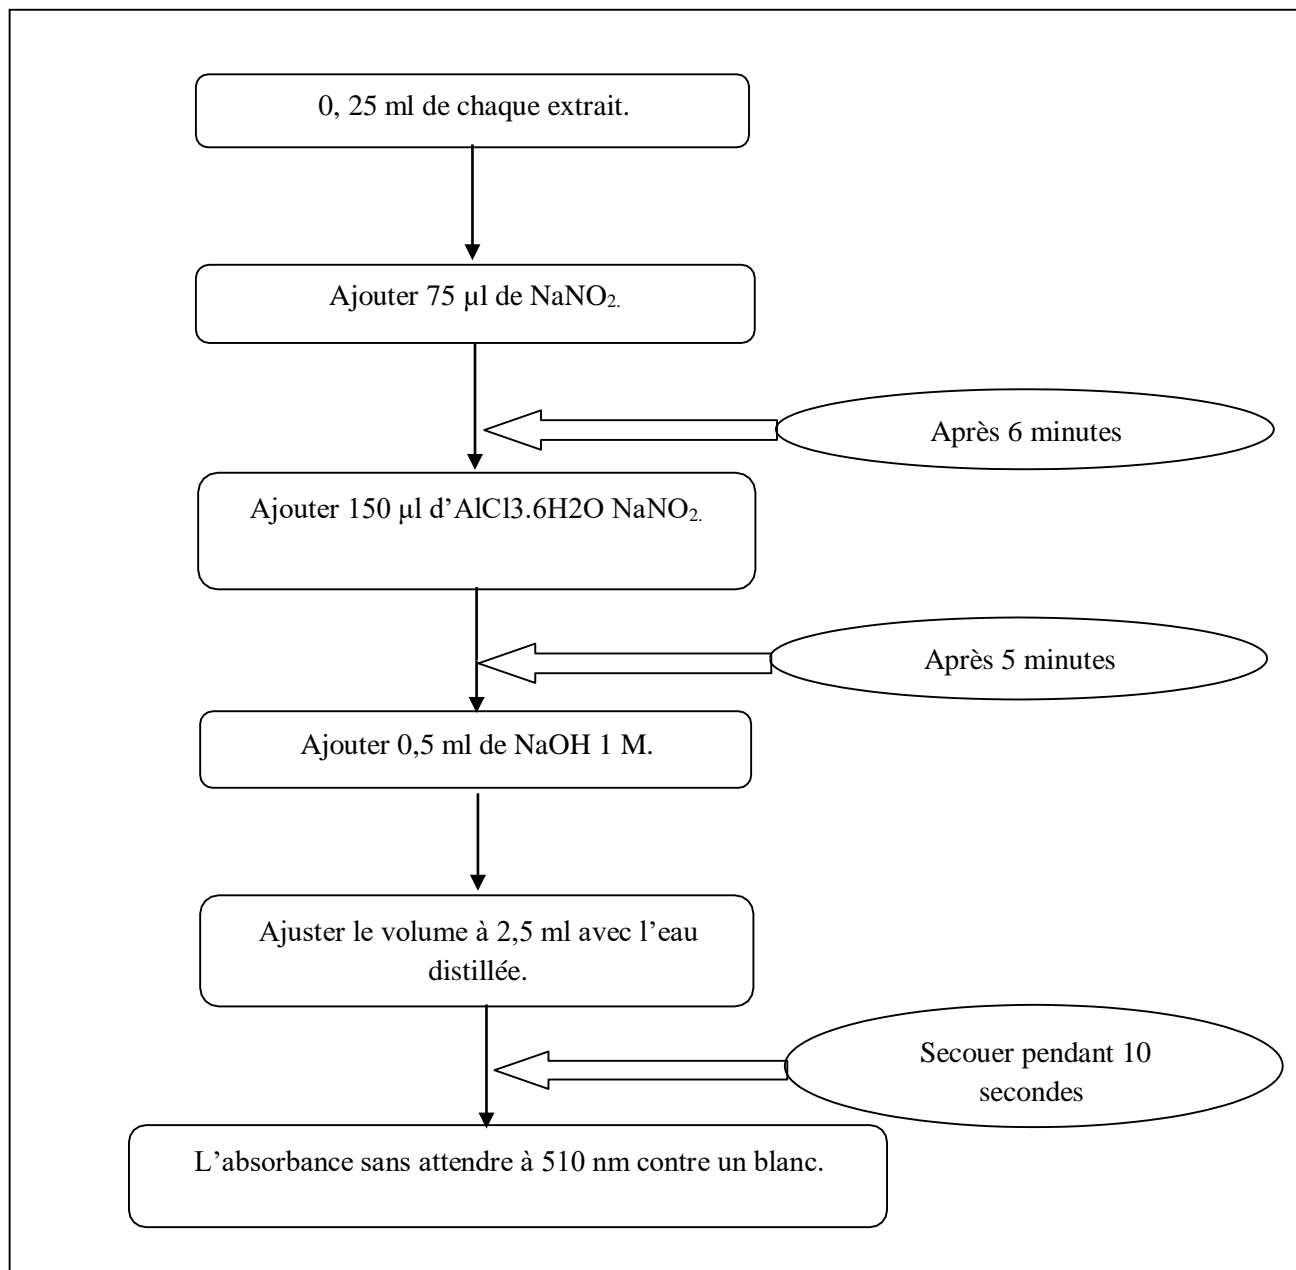 0, 25 ml de chaque extrait.
Ajouter 75 µl de NaNO₂.
Après 6 minutes
Ajouter 150 µl d’AlCl3.6H2O NaNO₂.
Après 5 minutes
Ajouter 0,5 ml de NaOH 1 M.
Ajuster le volume à 2,5 ml avec l’eau
distillée.
Secouer pendant 10
secondes
L’absorbance sans attendre à 510 nm contre un blanc.